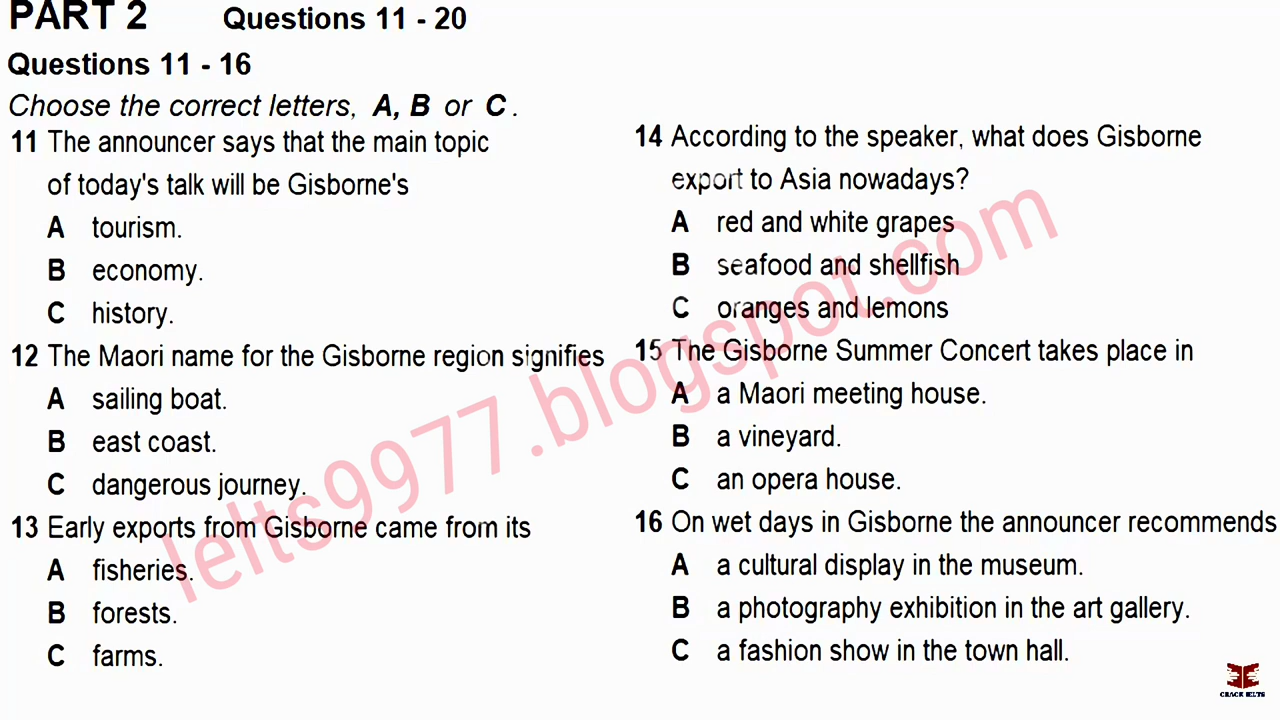 PART 2 Questions 11 - 20
Questions 11 - 16
Choose the correct letters, A, B or C.
11 The announcer says that the main topic
of today's talk will be Gisborne's
A tourism.
B economy.
C history.
12 The Maori name for the Gisborne region signifies
A sailing boat.
B east coast.
C dangerous journey.
13 Early exports from Gisborne came from its
A fisheries.
B forests.
C farms.
14 According to the speaker, what does Gisborne
export to Asia nowadays?
A red and white grapes
B seafood and shellfish
C oranges and lemons
15 The Gisborne Summer Concert takes place in
A a Maori meeting house.
B a vineyard.
C an opera house.
16 On wet days in Gisborne the announcer recommends
A a cultural display in the museum.
B a photography exhibition in the art gallery.
C a fashion show in the town hall.
Ielts9977.blogspot.com
CRACK IELTS